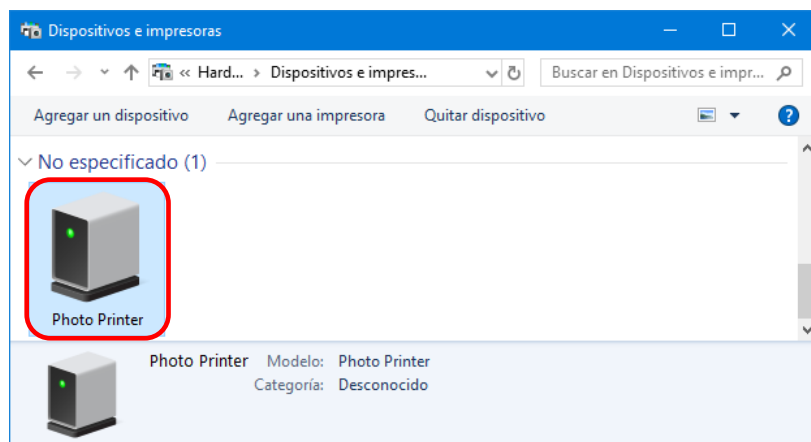 Dispositivos e impresoras
« Hard... > Dispositivos e impres...
Buscar en Dispositivos e impr...
Agregar un dispositivo Agregar una impresora Quitar dispositivo ?
No especificado (1)
Photo Printer
Photo Printer Modelo: Photo Printer
Categoría: Desconocido